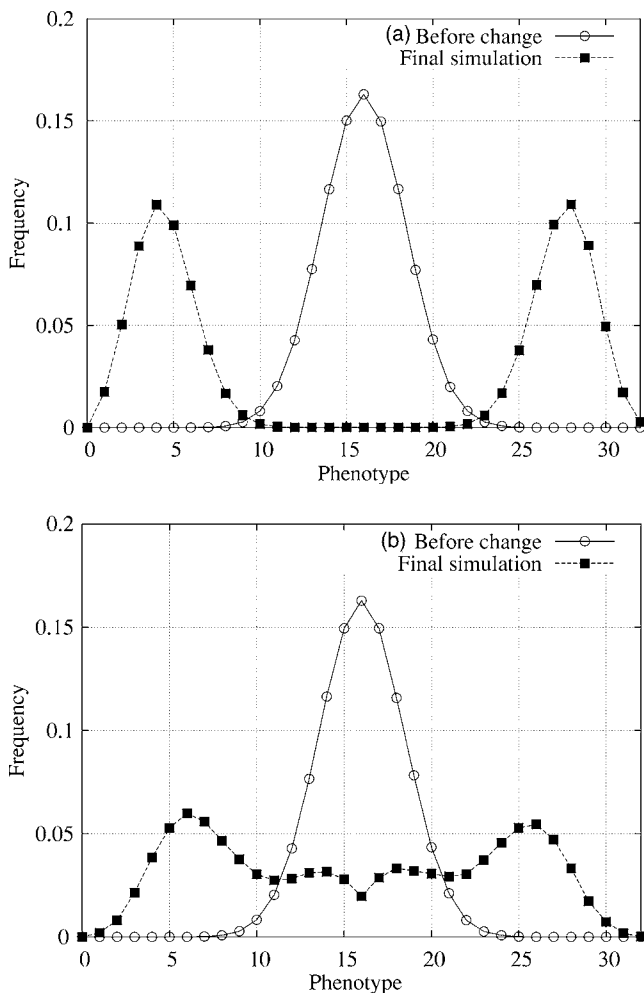 0.2
(a) Before change
Final simulation
0.15
0.1
0.05
0
0 5 10 15 20 25 30
Frequency
Phenotype
0.2
(b) Before change
Final simulation
0.15
0.1
0.05
0
0 5 10 15 20 25 30
Frequency
Phenotype